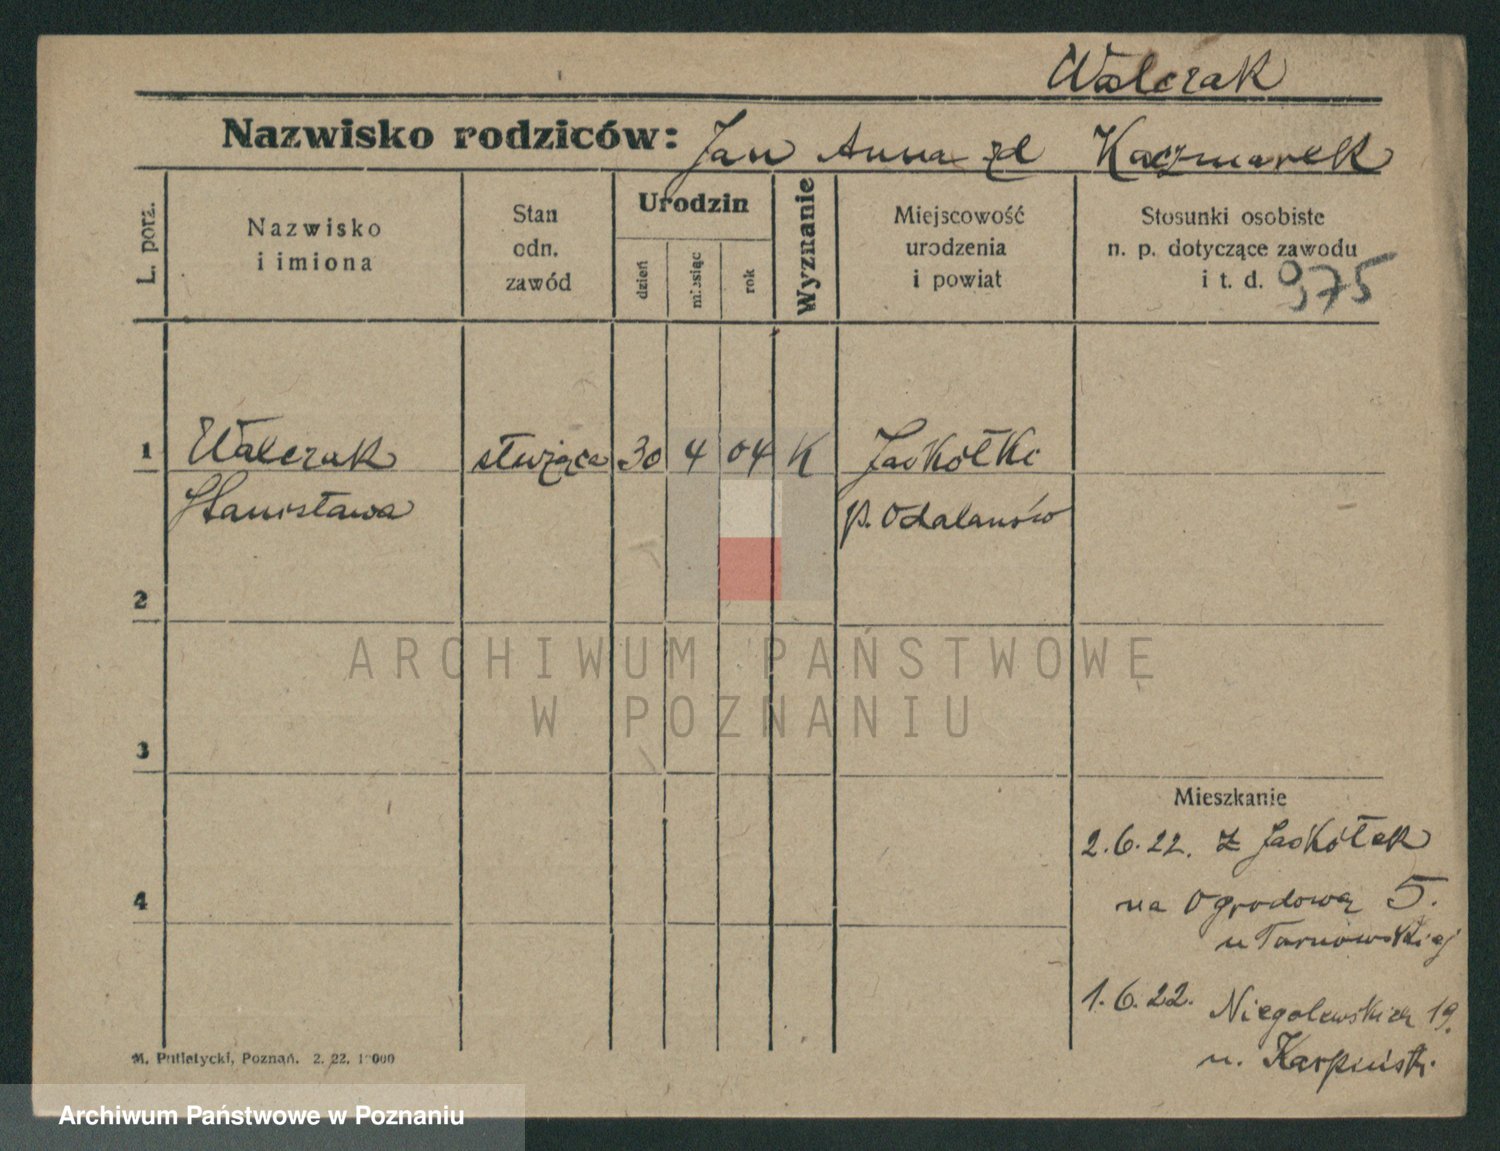 Walczak
Nazwisko rodziców: Jan Anna zd Kaczmarek
L. porz.
Nazwisko
i imiona
Stan
odn.
zawód
Urodzin
dzień
miesiąc
rok
Wyznanie
Miejscowość
urodzenia
i powiat
Stosunki osobiste
n. p. dotyczące zawodu
i t. d. 975
1 Walczak służąca 30 4 04 K Jaskółki
Stanisława p. Odalanów
2
ARCHIWUM PAŃSTWOWE
W POZNANIU
3
Mieszkanie
2.6.22. z Jaskółek
4
na Ogrodową 5.
u Tarnowskiej
1.6.22. Niegolewskich 19.
u. Karpiński
M. Putiatycki, Poznań. 2. 22.
Archiwum Państwowe w Poznaniu